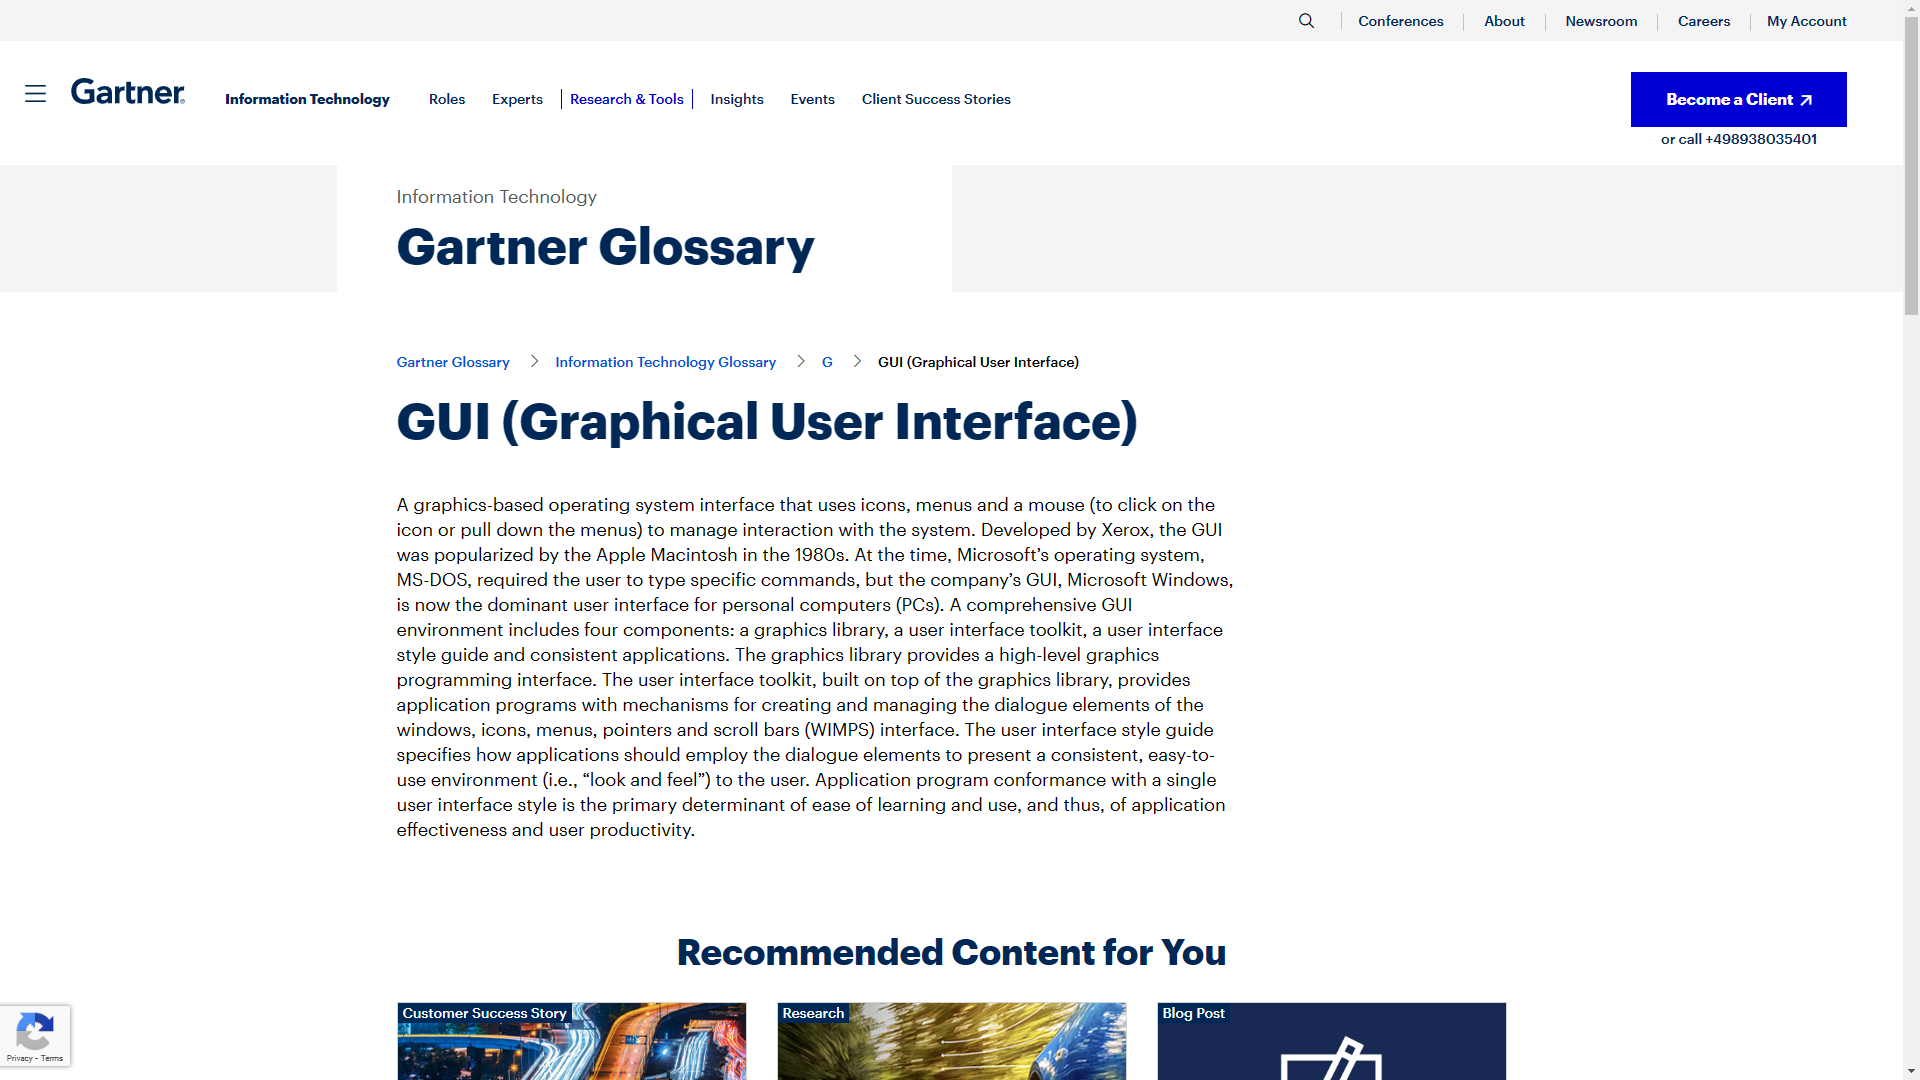 Conferences
About
Newsroom
Careers
My Account
Gartner®
Information Technology
Roles
Experts
Research & Tools
Insights
Events
Client Success Stories
Become a Client
or call +498938035401
Information Technology
Gartner Glossary
Gartner Glossary
Information Technology Glossary
G
GUI (Graphical User Interface)
GUI (Graphical User Interface)
A graphics-based operating system interface that uses icons, menus and a mouse (to click on the
icon or pull down the menus) to manage interaction with the system. Developed by Xerox, the GUI
was popularized by the Apple Macintosh in the 1980s. At the time, Microsoft’s operating system,
MS-DOS, required the user to type specific commands, but the company’s GUI, Microsoft Windows,
is now the dominant user interface for personal computers (PCs). A comprehensive GUI
environment includes four components: a graphics library, a user interface toolkit, a user interface
style guide and consistent applications. The graphics library provides a high-level graphics
programming interface. The user interface toolkit, built on top of the graphics library, provides
application programs with mechanisms for creating and managing the dialogue elements of the
windows, icons, menus, pointers and scroll bars (WIMPS) interface. The user interface style guide
specifies how applications should employ the dialogue elements to present a consistent, easy-to-
use environment (i.e., “look and feel”) to the user. Application program conformance with a single
user interface style is the primary determinant of ease of learning and use, and thus, of application
effectiveness and user productivity.
Recommended Content for You
Customer Success Story
Research
Blog Post
Privacy - Terms